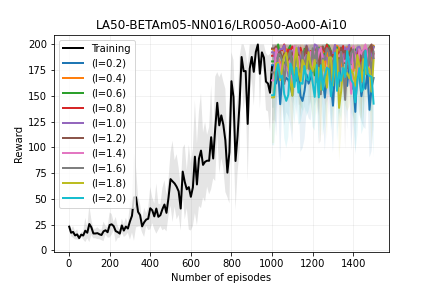 LA50-BETAm05-NN016/LR0050-Ao00-Ai10
200
175
150
125
100
75
50
25
0
Reward
Training
(l=0.2)
(l=0.4)
(l=0.6)
(l=0.8)
(l=1.0)
(l=1.2)
(l=1.4)
(l=1.6)
(l=1.8)
(l=2.0)
0 200 400 600 800 1000 1200 1400
Number of episodes